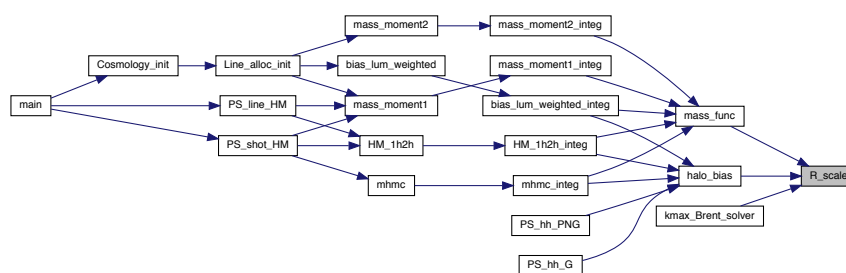 mass_moment2
mass_moment2_integ
Cosmology_init
Line_alloc_init
bias_lum_weighted
mass_moment1_integ
main
PS_line_HM
mass_moment1
bias_lum_weighted_integ
mass_func
PS_shot_HM
HM_1h2h
HM_1h2h_integ
mhmc
mhmc_integ
halo_bias
R_scale
PS_hh_PNG
kmax_Brent_solver
PS_hh_G